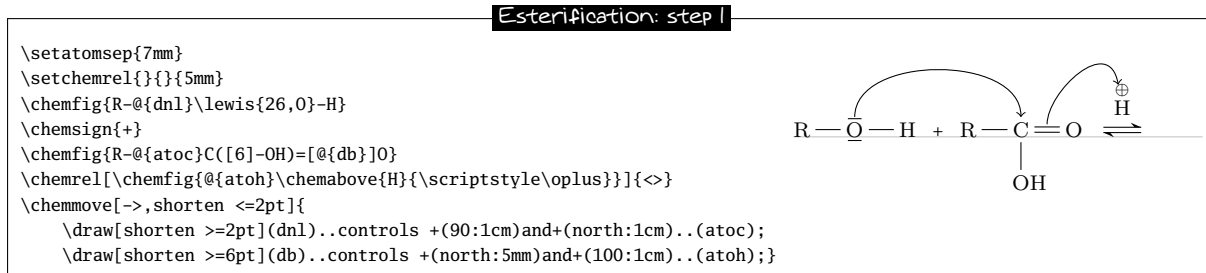 Esterification: step 1
\setatomsep{7mm}
\setchemrel{}{}{5mm}
\chemfig{R-@{dnl}\lewis{26,O}-H}
\chemsign{+}
\chemfig{R-@{atoc}C([6]-OH)=[@{db}]O}
\chemrel[\chemfig{@{atoh}\chemabove{H}{\scriptstyle\oplus}}]{<>}
\chemmove[->,shorten <=2pt]{
\draw[shorten >=2pt](dnl)..controls +(90:1cm)and+(north:1cm)..(atoc);
\draw[shorten >=6pt](db)..controls +(north:5mm)and+(100:1cm)..(atoh);}
⊕
H
R — O — H + R — C = O ⇌
OH